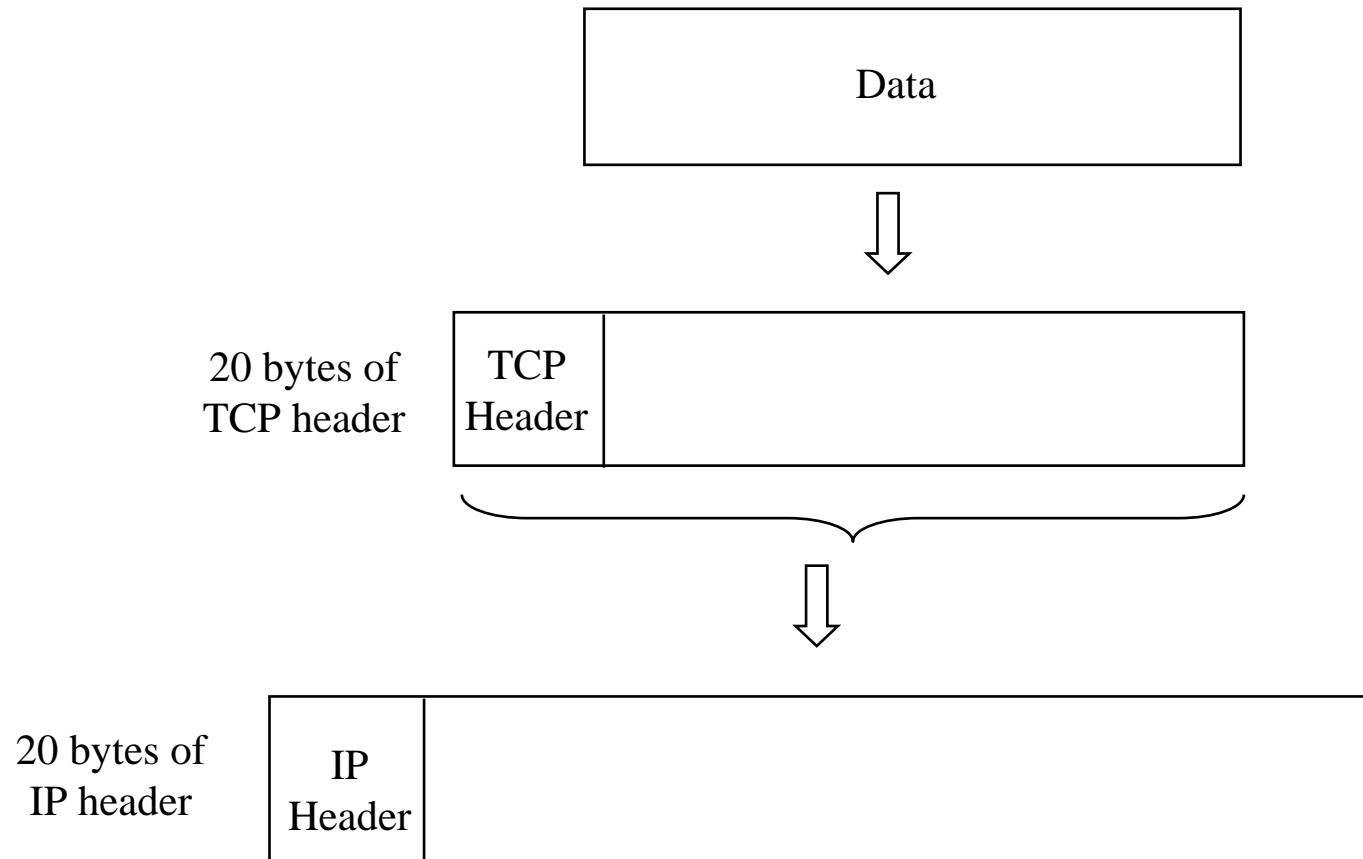 Data
20 bytes of
TCP header
TCP
Header
20 bytes of
IP header
IP
Header